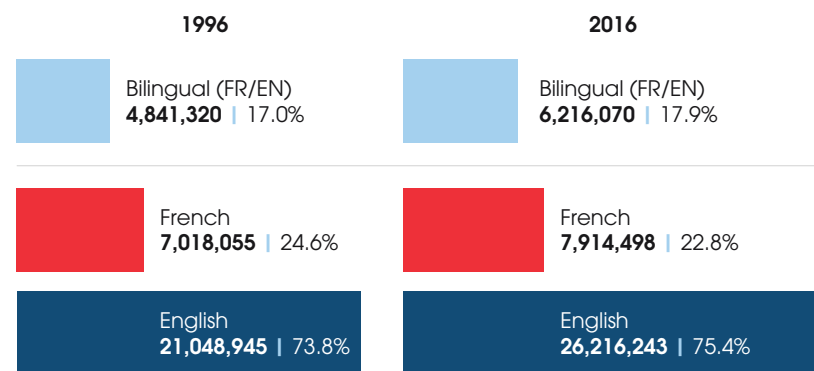 1996
2016
Bilingual (FR/EN)
4,841,320 | 17.0%
Bilingual (FR/EN)
6,216,070 | 17.9%
French
7,018,055 | 24.6%
French
7,914,498 | 22.8%
English
21,048,945 | 73.8%
English
26,216,243 | 75.4%